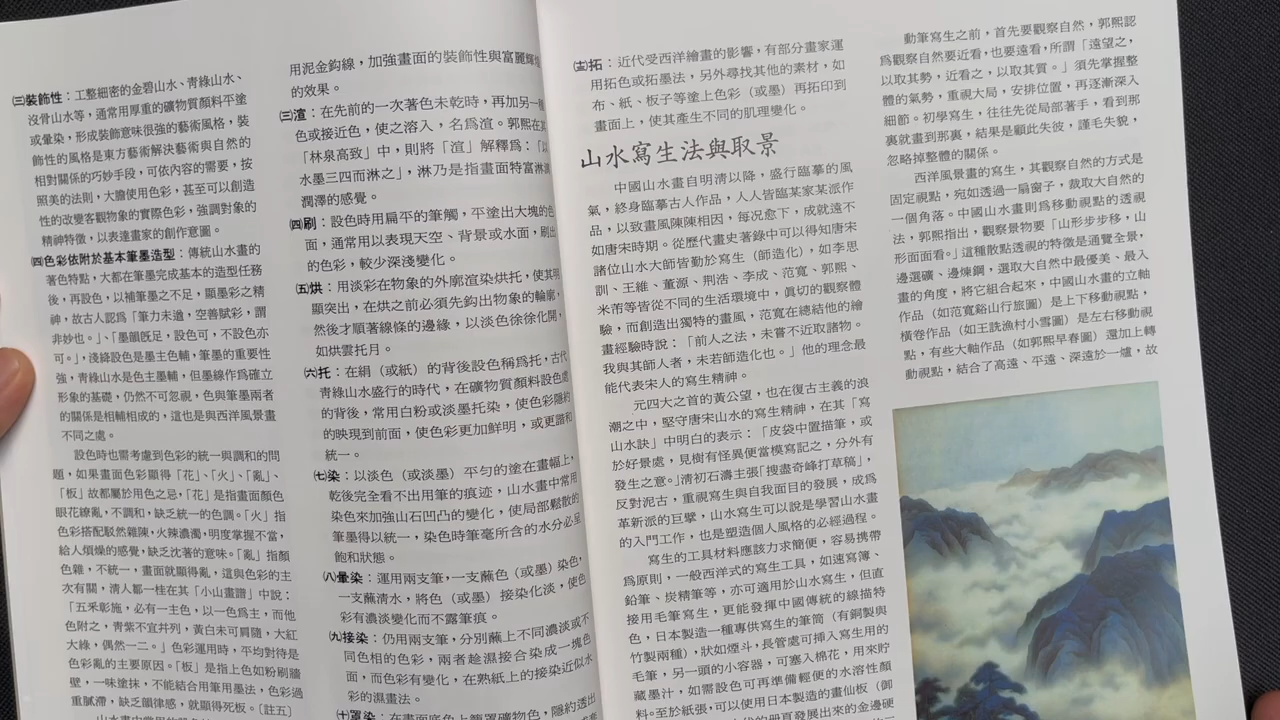 ㈢裝飾性：工整細密的金碧山水、靑綠山水、
沒骨山水等，通常用厚重的礦物質顏料平塗
或暈染，形成裝飾意味很強的藝術風格，裝
飾性的風格是東方藝術解決藝術與自然的
相對關係的巧妙手段，可依內容的需要，按
照美的法則，大膽使用色彩，甚至可以創造
性的改變客觀物象的實際色彩，強調對象的
精神特徵，以表達畫家的創作意圖。
㈣色彩依附於基本筆墨造型：傳統山水畫的
著色特點，大都在筆墨完成基本的造型任務
後，再設色，以補筆墨之不足，顯墨彩之精
神，故古人認爲「筆力未遒，空善賦彩，謂
非妙也。」、「墨韻旣足，設色可，不設色亦
可。」，淺絳設色是墨主色輔，筆墨的重要性
強，靑綠山水是色主墨輔，但墨線作爲確立
形象的基礎，仍然不可忽視，色與筆墨兩者
的關係是相輔相成的，這也是與西洋風景畫
不同之處。
設色時也需考慮到色彩的統一與調和的問
題，如果畫面色彩顯得「花」、「火」、「亂」、
「板」故都屬於用色之忌，「花」是指畫面顏色
眼花繚亂，不調和，缺乏統一的色調。「火」指
色彩搭配駁然雜陳，火辣濃濁，明度掌握不當，
給人煩燥的感覺，缺乏沈著的意味。「亂」指顏
色雜，不統一，畫面就顯得亂，這與色彩的主
次有關，淸人鄒一桂在其「小山畫譜」中說：
「五釆彰施，必有一主色，以一色爲主，而他
色附之，靑紫不宜幷列，黃白未可肩隨，大紅
大綠，偶然一二。」色彩運用時，平均對待是
色彩亂的主要原因。「板」是指上色如粉刷牆
壁，一味塗抹，不能結合用筆用墨法，色彩過
重膩滯，缺乏韻律感，就顯得死板。〔註五〕
用泥金鈎線，加強畫面的裝飾性與富麗輝
的效果。
㈢渲：在先前的一次著色未乾時，再加另一
色或接近色，使之溶入，名爲渲。郭熙在其
「林泉高致」中，則將「渲」解釋爲：「以
水墨三四而淋之」，淋乃是指畫面特富淋
潤澤的感覺。
㈣刷：設色時用扁平的筆觸，平塗出大塊的色
面，通常用以表現天空、背景或水面，刷出
的色彩，較少深淺變化。
㈤烘：用淡彩在物象的外廓渲染烘托，使其
顯突出，在烘之前必須先鈎出物象的輪廓，
然後才順著線條的邊緣，以淡色徐徐化開，
如烘雲托月。
㈥托：在絹（或紙）的背後設色稱爲托，古代
靑綠山水盛行的時代，在礦物質顏料設色處
的背後，常用白粉或淡墨托染，使色彩隱約
的映現到前面，使色彩更加鮮明，或更諧和
統一。
㈦染：以淡色（或淡墨）平勻的塗在畫幅上，
乾後完全看不出用筆的痕迹，山水畫中常用
染色來加強山石凹凸的變化，使局部鬆散的
筆墨得以統一，染色時筆毫所含的水分必呈
飽和狀態。
㈧暈染：運用兩支筆，一支蘸色（或墨）染色，
一支蘸淸水，將色（或墨）接染化淡，使色
彩有濃淡變化而不露筆痕。
㈨接染：仍用兩支筆，分別蘸上不同濃淡或不
同色相的色彩，兩者趁濕接合染成一塊色
面，而色彩有變化，在熟紙上的接染近似水
彩的濕畫法。
㈩罩染：在畫面底色上簡罩礦物色，隱約透出
㈩㈠拓：近代受西洋繪畫的影響，有部分畫家運
用拓色或拓墨法，另外尋找其他的素材，如
布、紙、板子等塗上色彩（或墨）再拓印到
畫面上，使其產生不同的肌理變化。
山水寫生法與取景
中國山水畫自明淸以降，盛行臨摹的風
氣，終身臨摹古人作品，人人皆臨某家某派作
品，以致畫風陳陳相因，每况愈下，成就遠不
如唐宋時期。從歷代畫史著錄中可以得知唐宋
諸位山水大師皆勤於寫生（師造化），如李思
訓、王維、董源、荊浩、李成、范寬、郭熙、
米芾等皆從不同的生活環境中，眞切的觀察體
驗，而創造出獨特的畫風，范寬在總結他的繪
畫經驗時說：「前人之法，未嘗不近取諸物。
我與其師人者，未若師造化也。」他的理念最
能代表宋人的寫生精神。
元四大之首的黃公望，也在復古主義的浪
潮之中，堅守唐宋山水的寫生精神，在其「寫
山水訣」中明白的表示：「皮袋中置描筆，或
於好景處，見樹有怪異便當模寫記之，分外有
發生之意。」淸初石濤主張「搜盡奇峰打草稿」，
反對泥古，重視寫生與自我面目的發展，成爲
革新派的巨擘，山水寫生可以說是學習山水畫
的入門工作，也是塑造個人風格的必經過程。
寫生的工具材料應該力求簡便，容易携帶
爲原則，一般西洋式的寫生工具，如速寫簿、
鉛筆、炭精筆等，亦可適用於山水寫生，但直
接用毛筆寫生，更能發揮中國傳統的線描特
色，日本製造一種專供寫生的筆筒（有銅製與
竹製兩種），狀如煙斗，長管處可插入寫生用的
毛筆，另一頭的小容器，可塞入棉花，用來貯
藏墨汁，如需設色可再準備輕便的水溶性顏
料。至於紙張，可以使用日本製造的畫仙板（御
動筆寫生之前，首先要觀察自然，郭熙認
爲觀察自然要近看，也要遠看，所謂「遠望之，
以取其勢，近看之，以取其質。」須先掌握整
體的氣勢，重視大局，安排位置，再逐漸深入
細節。初學寫生，往往先從局部著手，看到那
裏就畫到那裏，結果是顧此失彼，謹毛失貌，
忽略掉整體的關係。
西洋風景畫的寫生，其觀察自然的方式是
固定視點，宛如透過一扇窗子，裁取大自然的
一個角落。中國山水畫則爲移動視點的透視
法，郭熙指出，觀察景物要「山形步步移，山
形面面看。」這種散點透視的特徵是通覽全景，
邊選礦、邊煉鋼，選取大自然中最優美、最入
畫的角度，將它組合起來，中國山水畫的立軸
作品（如范寬谿山行旅圖）是上下移動視點，
橫卷作品（如王詵漁村小雪圖）是左右移動視
點，有些大軸作品（如郭熙早春圖）還加上轉
動視點，結合了高遠、平遠、深遠於一爐，故